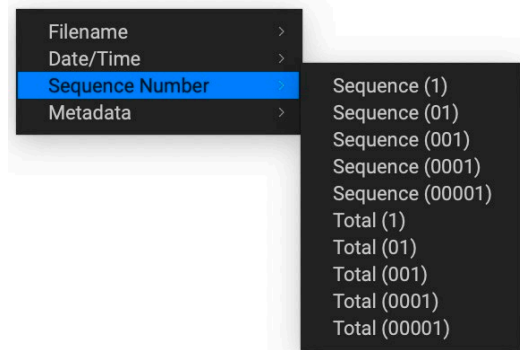 Filename
Date/Time
Sequence Number
Metadata
Sequence (1)
Sequence (01)
Sequence (001)
Sequence (0001)
Sequence (00001)
Total (1)
Total (01)
Total (001)
Total (0001)
Total (00001)